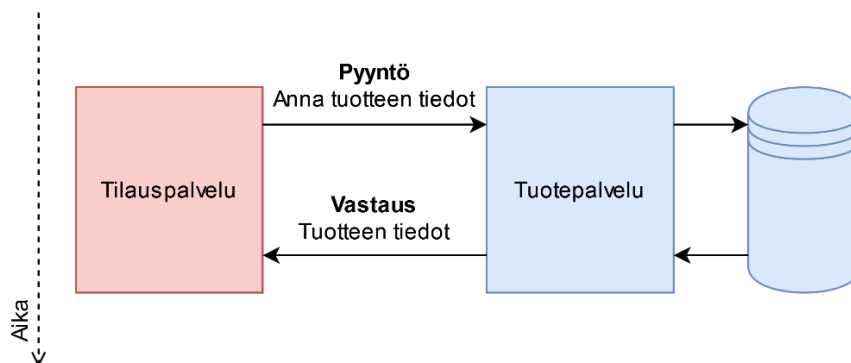 Pyyntö
Anna tuotteen tiedot
Tilauspalvelu
Tuotepalvelu
Vastaus
Tuotteen tiedot
Aika